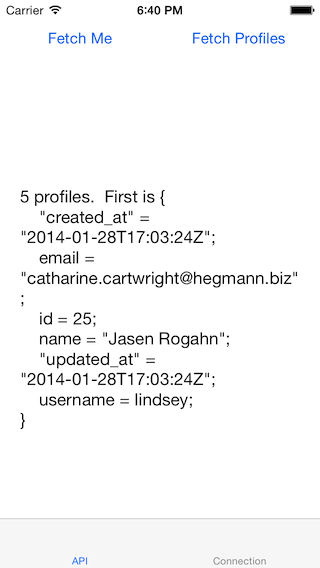 Carrier 6:40 PM
Fetch Me Fetch Profiles
5 profiles.  First is {
    "created_at" =
"2014-01-28T17:03:24Z";
    email =
"catharine.cartwright@hegmann.biz"
;
    id = 25;
    name = "Jasen Rogahn";
    "updated_at" =
"2014-01-28T17:03:24Z";
    username = lindsey;
}
API Connection